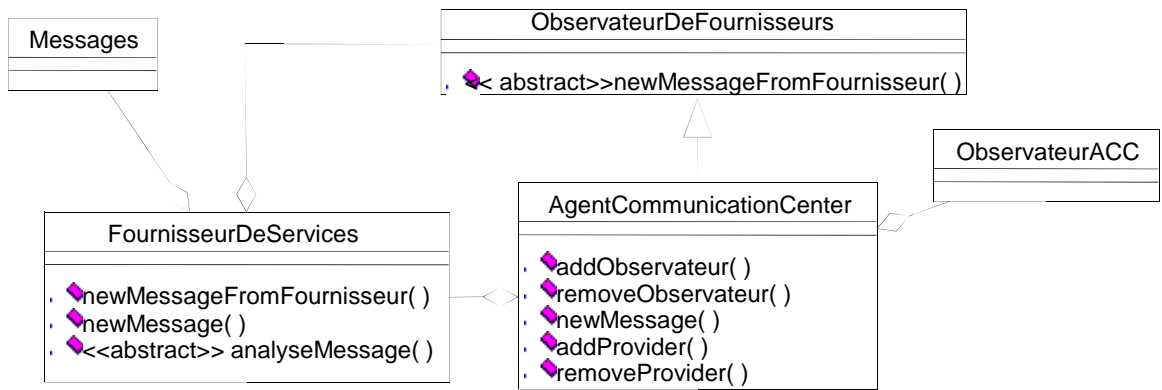 Messages
ObservateurDeFournisseurs
<< abstract>>newMessageFromFournisseur( )
ObservateurACC
FournisseurDeServices
newMessageFromFournisseur( )
newMessage( )
<<abstract>> analyseMessage( )
AgentCommunicationCenter
addObservateur( )
removeObservateur( )
newMessage( )
addProvider( )
removeProvider( )